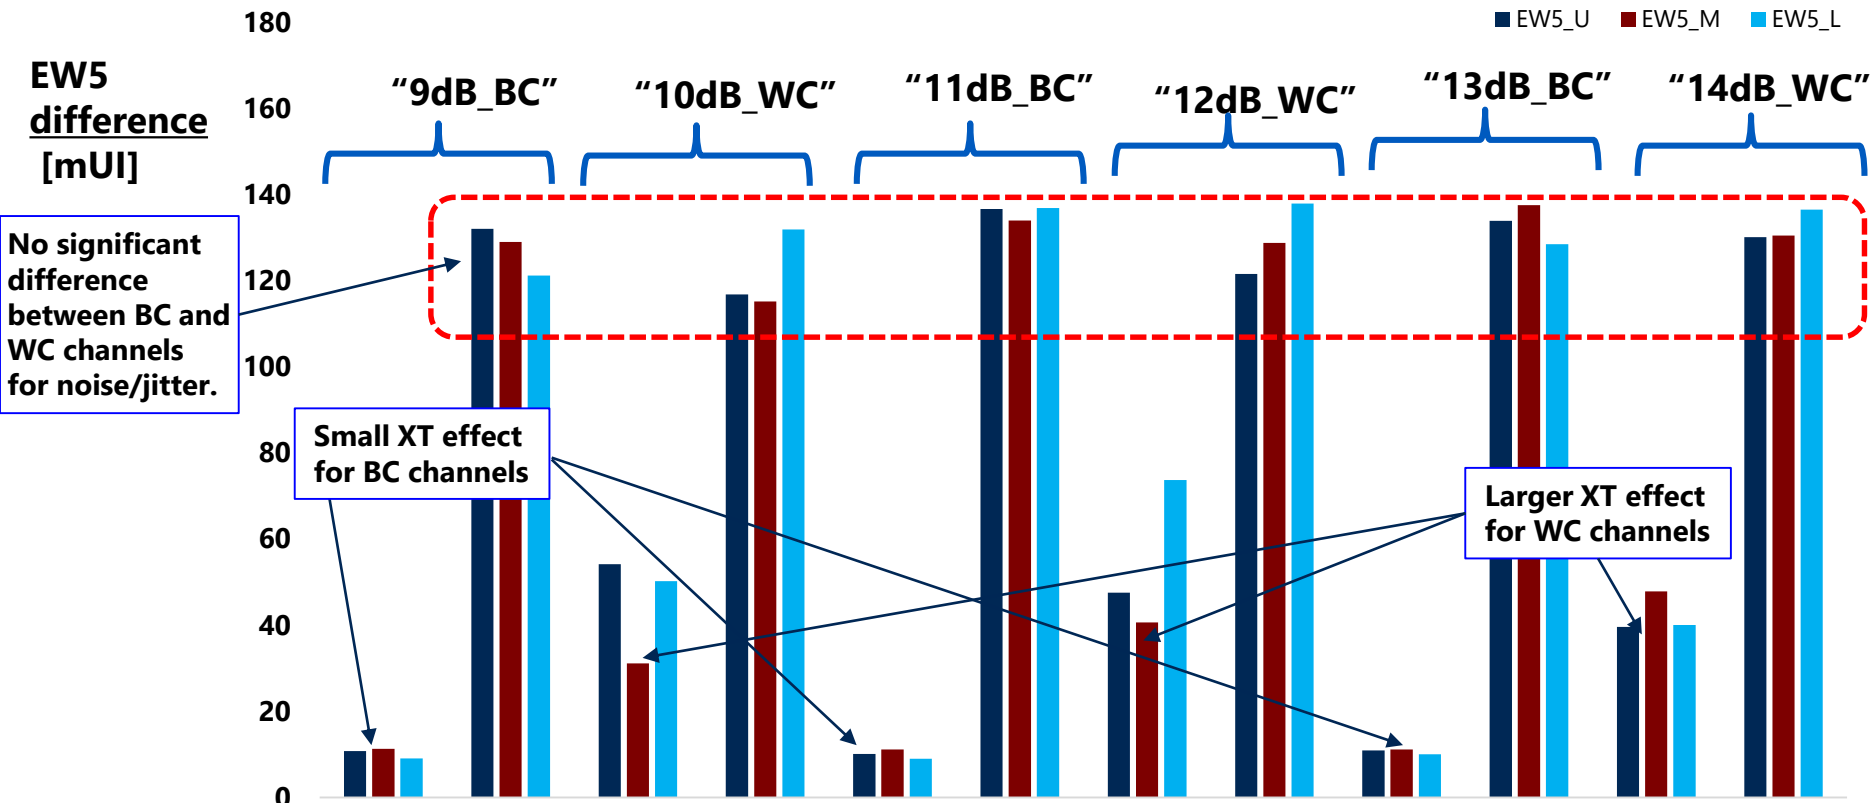 180
EW5_U EW5_M EW5_L
EW5
difference
[mUI]
“9dB_BC” “10dB_WC” “11dB_BC” “12dB_WC” “13dB_BC” “14dB_WC”
160
140
No significant
difference
between BC and
WC channels
for noise/jitter.
120
100
Small XT effect
for BC channels
80
Larger XT effect
for WC channels
60
40
20
0